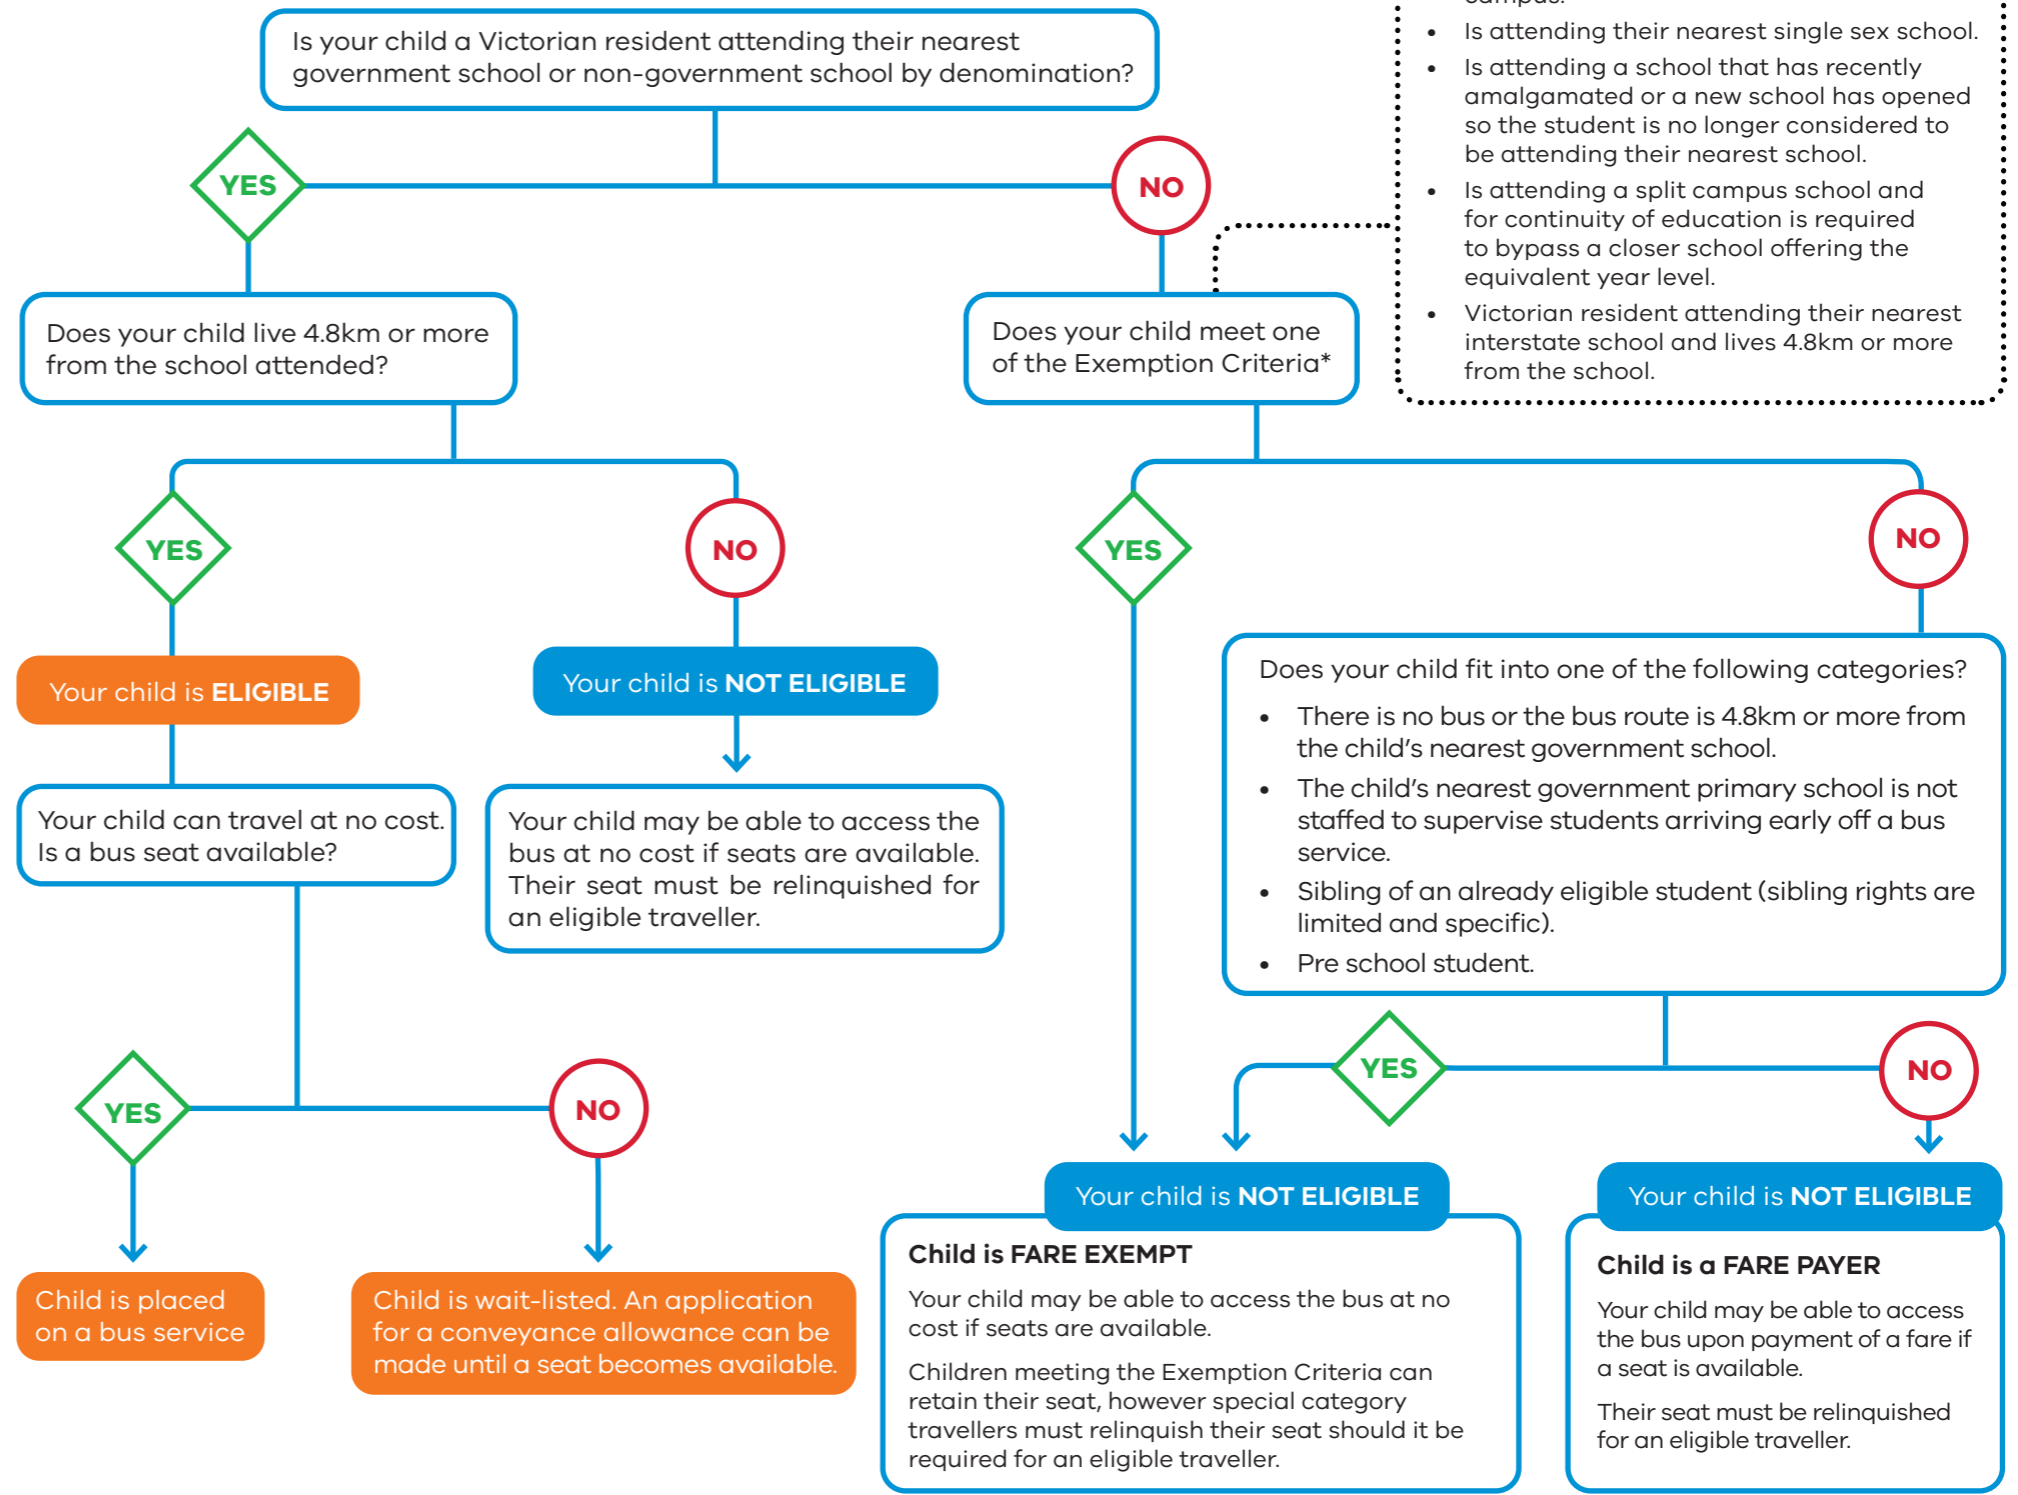 campus.
• Is attending their nearest single sex school.
• Is attending a school that has recently
amalgamated or a new school has opened
so the student is no longer considered to
be attending their nearest school.
• Is attending a split campus school and
for continuity of education is required
to bypass a closer school offering the
equivalent year level.
• Victorian resident attending their nearest
interstate school and lives 4.8km or more
from the school.
Is your child a Victorian resident attending their nearest
government school or non-government school by denomination?
YES
NO
Does your child live 4.8km or more
from the school attended?
Does your child meet one
of the Exemption Criteria*
YES
NO
YES
NO
Your child is ELIGIBLE
Your child is NOT ELIGIBLE
Your child can travel at no cost.
Is a bus seat available?
Your child may be able to access the
bus at no cost if seats are available.
Their seat must be relinquished for
an eligible traveller.
Does your child fit into one of the following categories?
• There is no bus or the bus route is 4.8km or more from
the child's nearest government school.
• The child's nearest government primary school is not
staffed to supervise students arriving early off a bus
service.
• Sibling of an already eligible student (sibling rights are
limited and specific).
• Pre school student.
YES
NO
YES
NO
Child is placed
on a bus service
Child is wait-listed. An application
for a conveyance allowance can be
made until a seat becomes available.
Your child is NOT ELIGIBLE
Child is FARE EXEMPT
Your child may be able to access the bus at no
cost if seats are available.
Children meeting the Exemption Criteria can
retain their seat, however special category
travellers must relinquish their seat should it be
required for an eligible traveller.
Your child is NOT ELIGIBLE
Child is a FARE PAYER
Your child may be able to access
the bus upon payment of a fare if
a seat is available.
Their seat must be relinquished
for an eligible traveller.